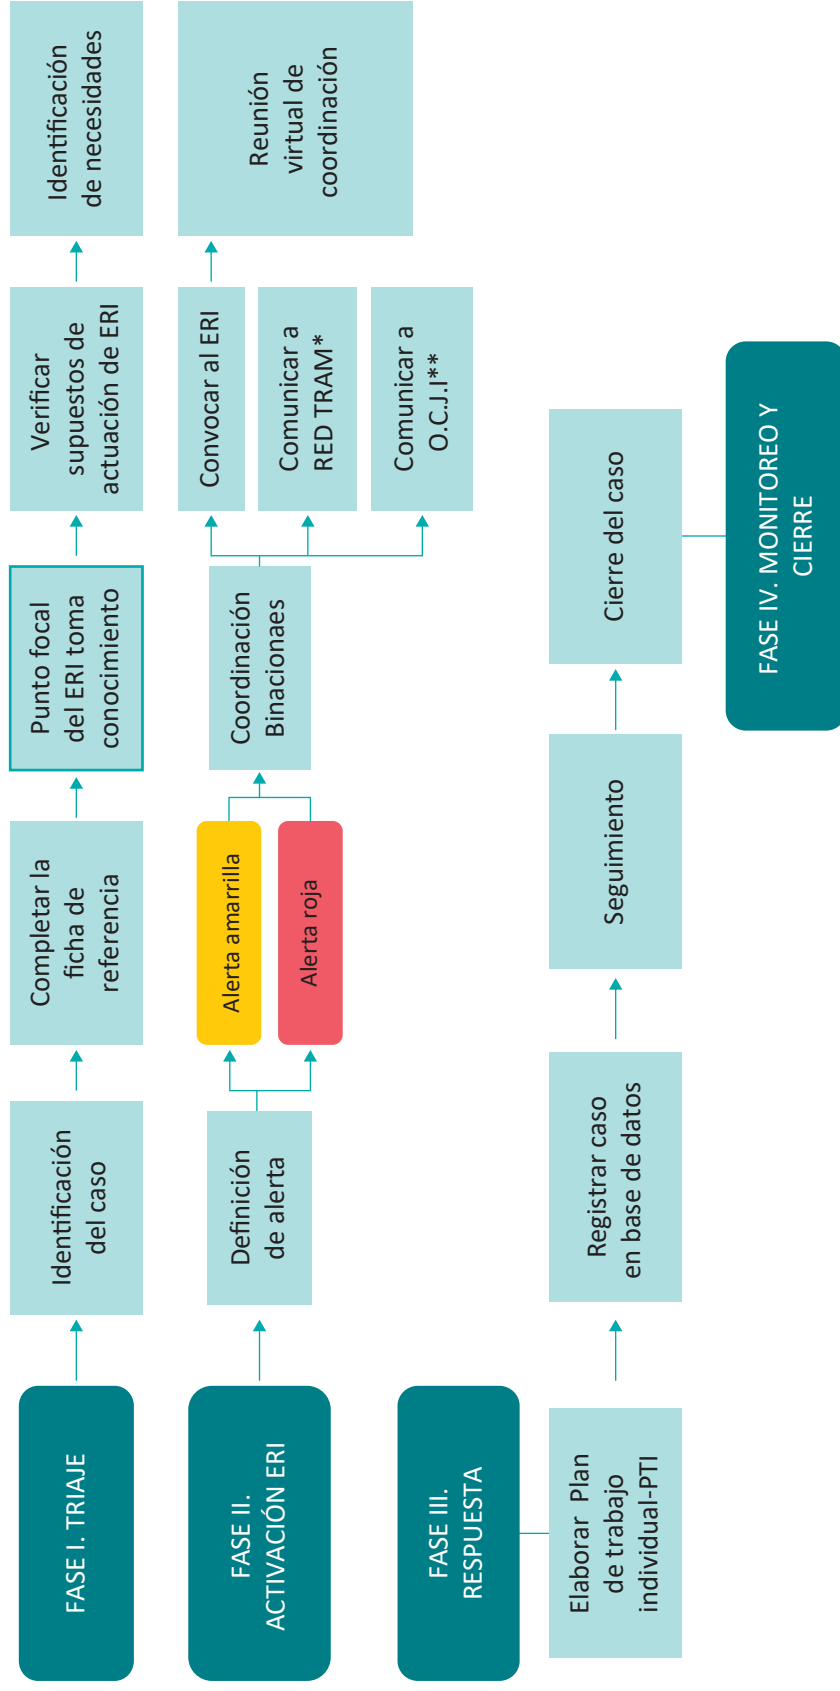 FASE I. TRIAJE
Identificación
del caso
Completar la
ficha de
referencia
Punto focal
del ERI toma
conocimiento
Verificar
supuestos de
actuación de ERI
Identificación
de necesidades
FASE II.
ACTIVACIÓN ERI
Definición
de alerta
Alerta amarrilla
Alerta roja
Coordinación
Binacionaes
Convocar al ERI
Comunicar a
RED TRAM*
Comunicar a
O.C.J.I**
Reunión
virtual de
coordinación
FASE III.
RESPUESTA
Elaborar Plan
de trabajo
individual-PTI
Registrar caso
en base de datos
Seguimiento
Cierre del caso
FASE IV. MONITOREO Y
CIERRE